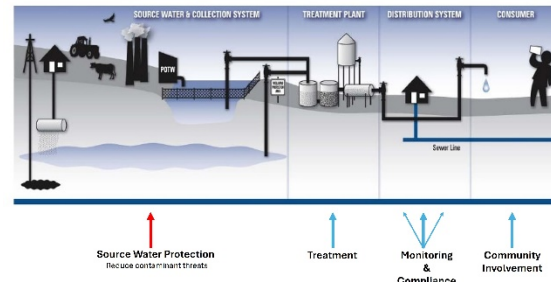 SOURCE WATER & COLLECTION SYSTEM
TREATMENT PLANT
DISTRIBUTION SYSTEM
CONSUMER
POTW
Sewer Line
Source Water Protection
Reduce contaminant threats
Treatment
Monitoring
&
Compliance
Community
Involvement